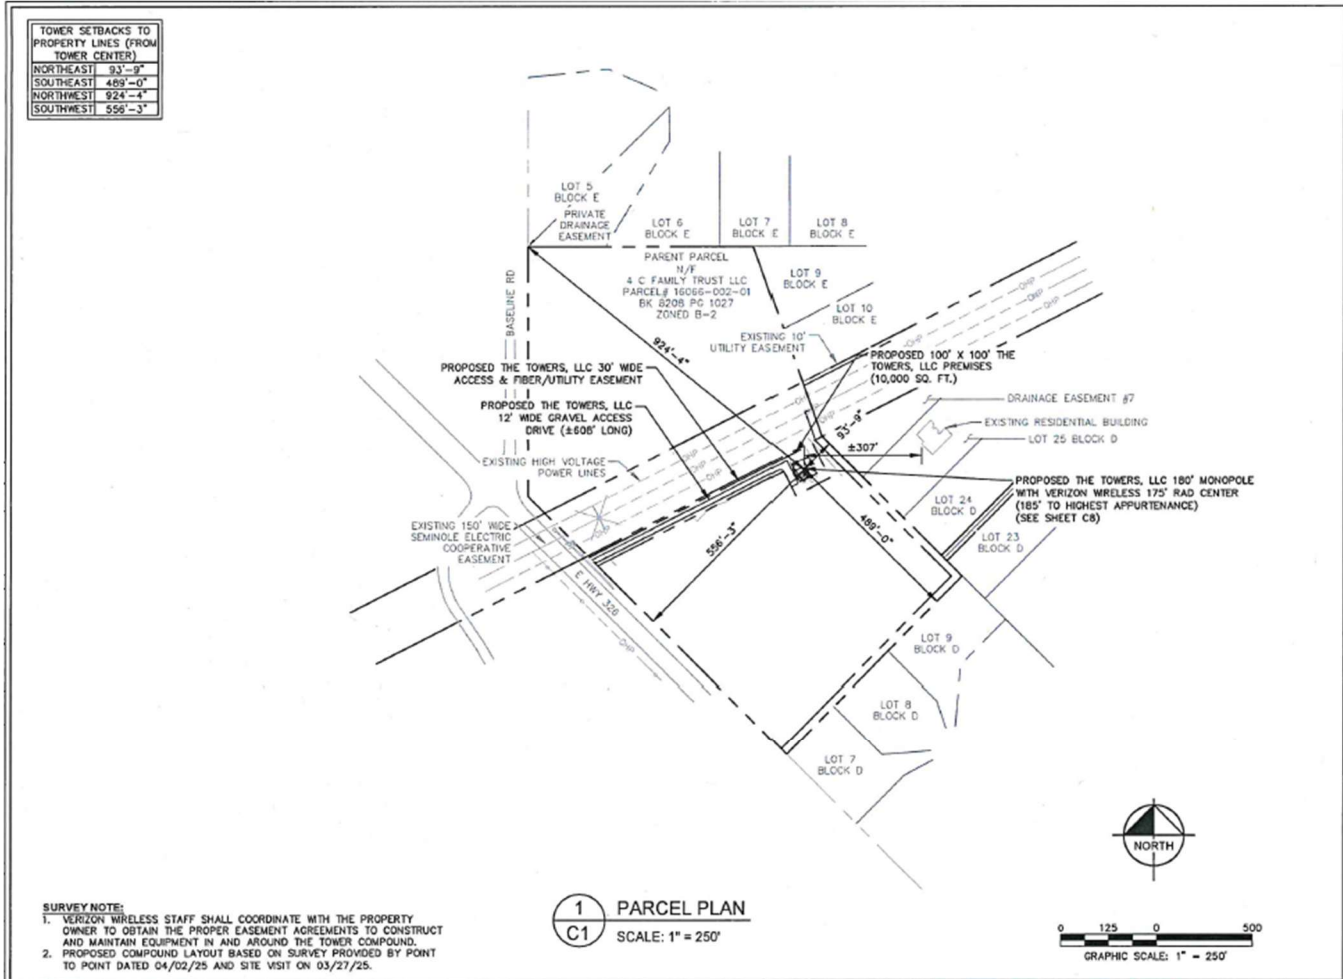 TOWER SETBACKS TO
PROPERTY LINES (FROM
TOWER CENTER)
NORTHEAST 93'-9"
SOUTHEAST 489'-0"
NORTHWEST 924'-4"
SOUTHWEST 556'-3"
LOT 5
BLOCK E
PRIVATE
DRAINAGE
EASEMENT
LOT 6
BLOCK E
LOT 7
BLOCK E
LOT 8
BLOCK E
PARENT PARCEL
N/F
4 C FAMILY TRUST LLC
PARCEL# 16066-002-01
BK 8208 PG 1027
ZONED B-2
LOT 9
BLOCK E
LOT 10
BLOCK E
BASELINE RD
EXISTING 10'
UTILITY EASEMENT
924'-4"
PROPOSED THE TOWERS, LLC 30' WIDE
ACCESS & FIBER/UTILITY EASEMENT
PROPOSED 100' X 100' THE
TOWERS, LLC PREMISES
(10,000 SQ. FT.)
PROPOSED THE TOWERS, LLC
12' WIDE GRAVEL ACCESS
DRIVE (±608' LONG)
DRAINAGE EASEMENT #7
93'-9"
EXISTING RESIDENTIAL BUILDING
±307'
LOT 25 BLOCK D
EXISTING HIGH VOLTAGE
POWER LINES
OHP
OHP
OHP
OHP
OHP
OHP
OHP
OHP
OHP
OHP
PROPOSED THE TOWERS, LLC 180' MONOPOLE
WITH VERIZON WIRELESS 175' RAD CENTER
(185' TO HIGHEST APPURTENANCE)
(SEE SHEET C8)
LOT 24
BLOCK D
EXISTING 150' WIDE
SEMINOLE ELECTRIC
COOPERATIVE
EASEMENT
556'-3"
489'-0"
LOT 23
BLOCK D
E HWY 326
OHP
LOT 9
BLOCK D
LOT 8
BLOCK D
LOT 7
BLOCK D
NORTH
SURVEY NOTE:
1. VERIZON WIRELESS STAFF SHALL COORDINATE WITH THE PROPERTY
OWNER TO OBTAIN THE PROPER EASEMENT AGREEMENTS TO CONSTRUCT
AND MAINTAIN EQUIPMENT IN AND AROUND THE TOWER COMPOUND.
2. PROPOSED COMPOUND LAYOUT BASED ON SURVEY PROVIDED BY POINT
TO POINT DATED 04/02/25 AND SITE VISIT ON 03/27/25.
1
C1
PARCEL PLAN
SCALE: 1" = 250'
0 125 0 500
GRAPHIC SCALE: 1" = 250'